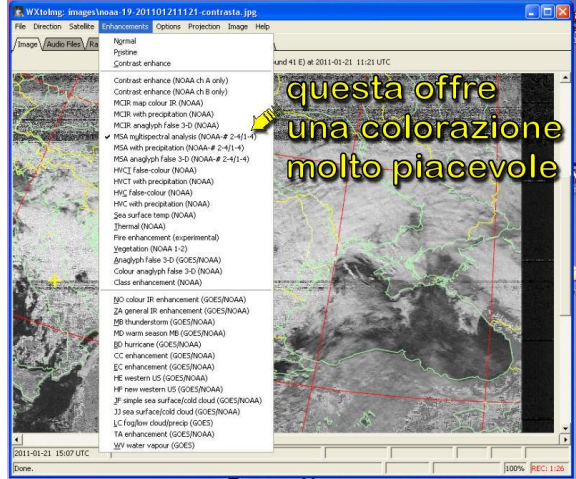 WXtoImg: images\noaa-19-201101211121-contrasta.jpg
File Direction Satellite Enhancements Options Projection Image Help
Image Audio Files Ra
und 41 E) at 2011-01-21 11:21 UTC
Normal
Pristine
Contrast enhance
Contrast enhance (NOAA ch A only)
Contrast enhance (NOAA ch B only)
MCIR map colour IR (NOAA)
MCIR with precipitation (NOAA)
MCIR anaglyph false 3-D (NOAA)
MSA multispectral analysis (NOAA-# 2-4/1-4)
MSA with precipitation (NOAA-# 2-4/1-4)
MSA anaglyph false 3-D (NOAA-# 2-4/1-4)
HVCT false-colour (NOAA)
HVCT with precipitation (NOAA)
HVC false-colour (NOAA)
HVC with precipitation (NOAA)
Sea surface temp (NOAA)
Thermal (NOAA)
Fire enhancement (experimental)
Vegetation (NOAA 1-2)
Anaglyph false 3-D (GOES/NOAA)
Colour anaglyph false 3-D (NOAA)
Class enhancement (NOAA)
NO colour IR enhancement (GOES/NOAA)
ZA general IR enhancement (GOES/NOAA)
MB thunderstorm (GOES/NOAA)
MD warm season MB (GOES/NOAA)
BD hurricane (GOES/NOAA)
CC enhancement (GOES/NOAA)
EC enhancement (GOES/NOAA)
HE western US (GOES/NOAA)
HF new western US (GOES/NOAA)
JF simple sea surface/cold cloud (GOES/NOAA)
JJ sea surface/cold cloud (GOES/NOAA)
LC fog/low cloud/precip (GOES)
TA enhancement (GOES/NOAA)
WV water vapour (GOES)
questa offre
una colorazione
molto piacevole
2011-01-21 15:07 UTC
Done.
100% REC: 1:26